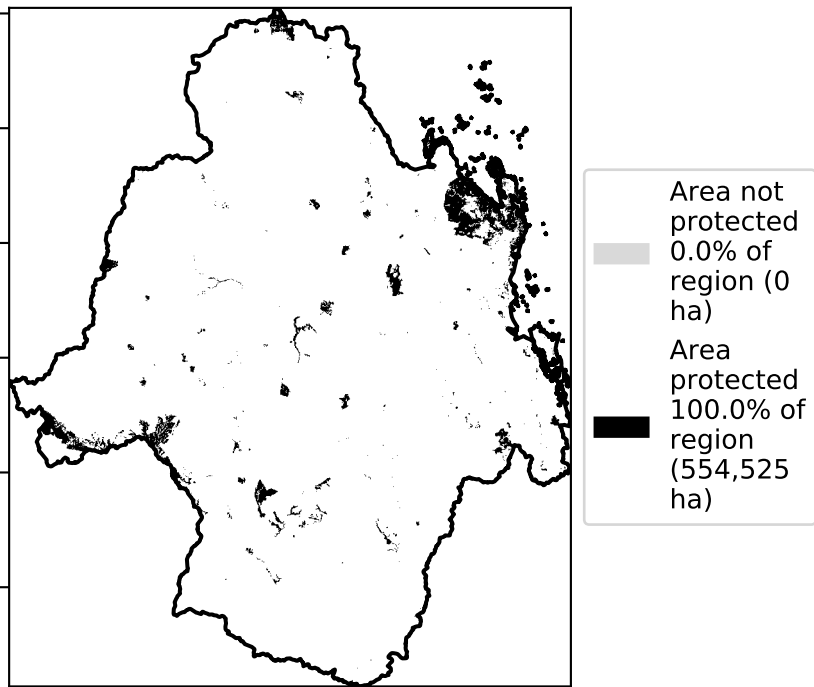 Area not
protected
0.0% of
region (0
ha)
Area
protected
100.0% of
region
(554,525
ha)